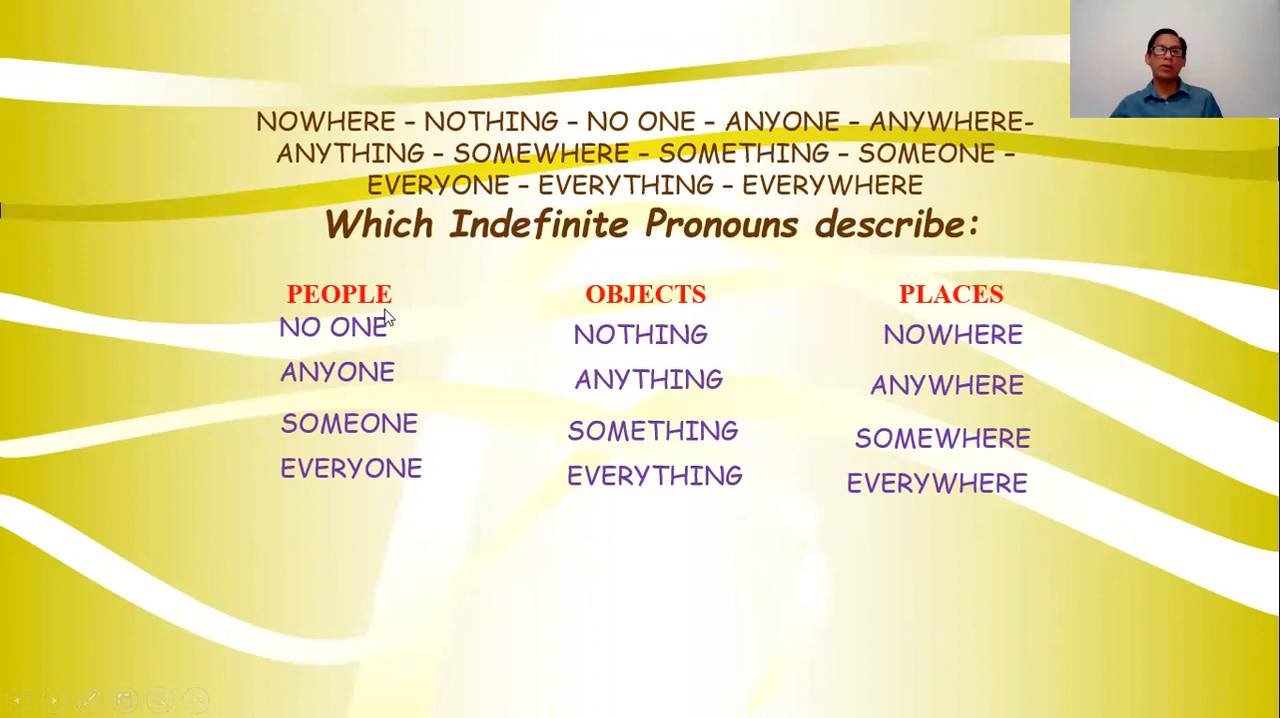 NOWHERE – NOTHING – NO ONE – ANYONE – ANYWHERE-
ANYTHING – SOMEWHERE – SOMETHING – SOMEONE –
EVERYONE – EVERYTHING – EVERYWHERE
Which Indefinite Pronouns describe:
PEOPLE
NO ONE
ANYONE
SOMEONE
EVERYONE
OBJECTS
NOTHING
ANYTHING
SOMETHING
EVERYTHING
PLACES
NOWHERE
ANYWHERE
SOMEWHERE
EVERYWHERE